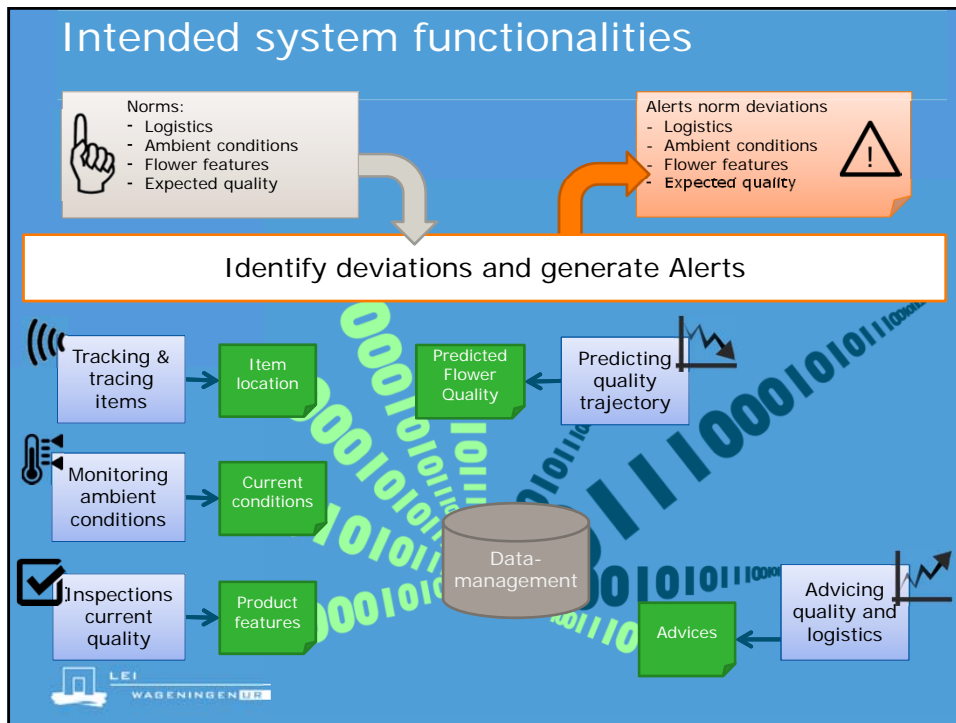 Intended system functionalities
Norms:
- Logistics
- Ambient conditions
- Flower features
- Expected quality
Alerts norm deviations
- Logistics
- Ambient conditions
- Flower features
- Expected quality
!
Identify deviations and generate Alerts
Tracking &
tracing
items
Item
location
Predicted
Flower
Quality
Predicting
quality
trajectory
Monitoring
ambient
conditions
Current
conditions
Data-
management
Inspections
current
quality
Product
features
Advices
Advicing
quality and
logistics
LEI
WAGENINGEN UR